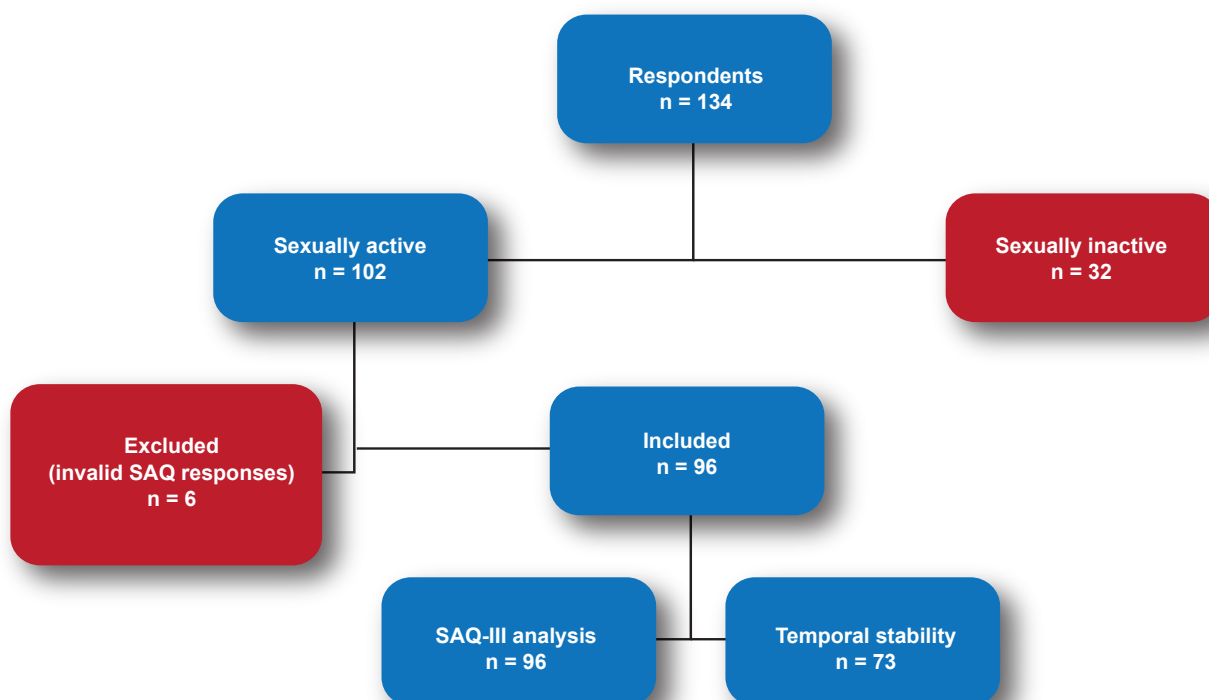 Respondents
n = 134
Sexually active
n = 102
Sexually inactive
n = 32
Excluded
(invalid SAQ responses)
n = 6
Included
n = 96
SAQ-III analysis
n = 96
Temporal stability
n = 73